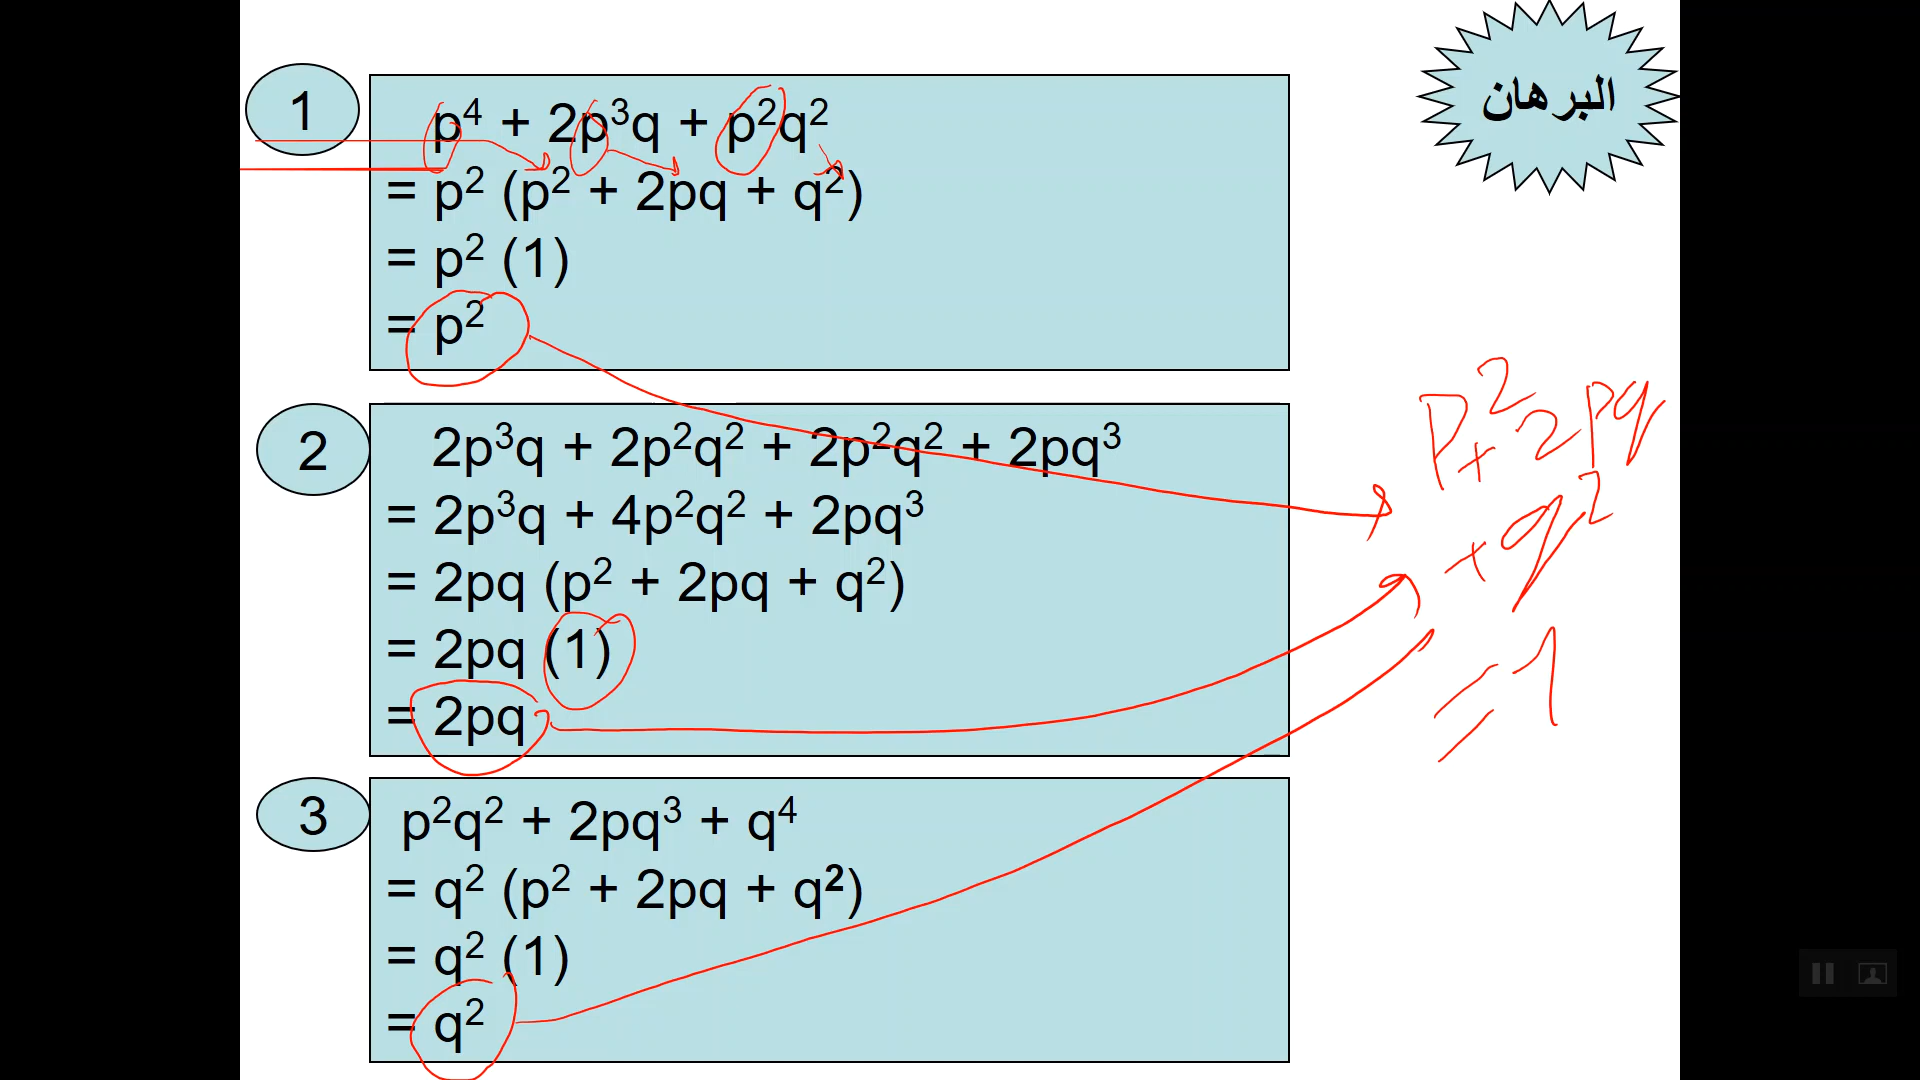 البرهان
1
p⁴ + 2p³q + p²q²
= p² (p² + 2pq + q²)
= p² (1)
= p²
2
2p³q + 2p²q² + 2p²q² + 2pq³
= 2p³q + 4p²q² + 2pq³
= 2pq (p² + 2pq + q²)
= 2pq (1)
= 2pq
3
p²q² + 2pq³ + q⁴
= q² (p² + 2pq + q²)
= q² (1)
= q²
p² + 2pq
+ q²
= 1